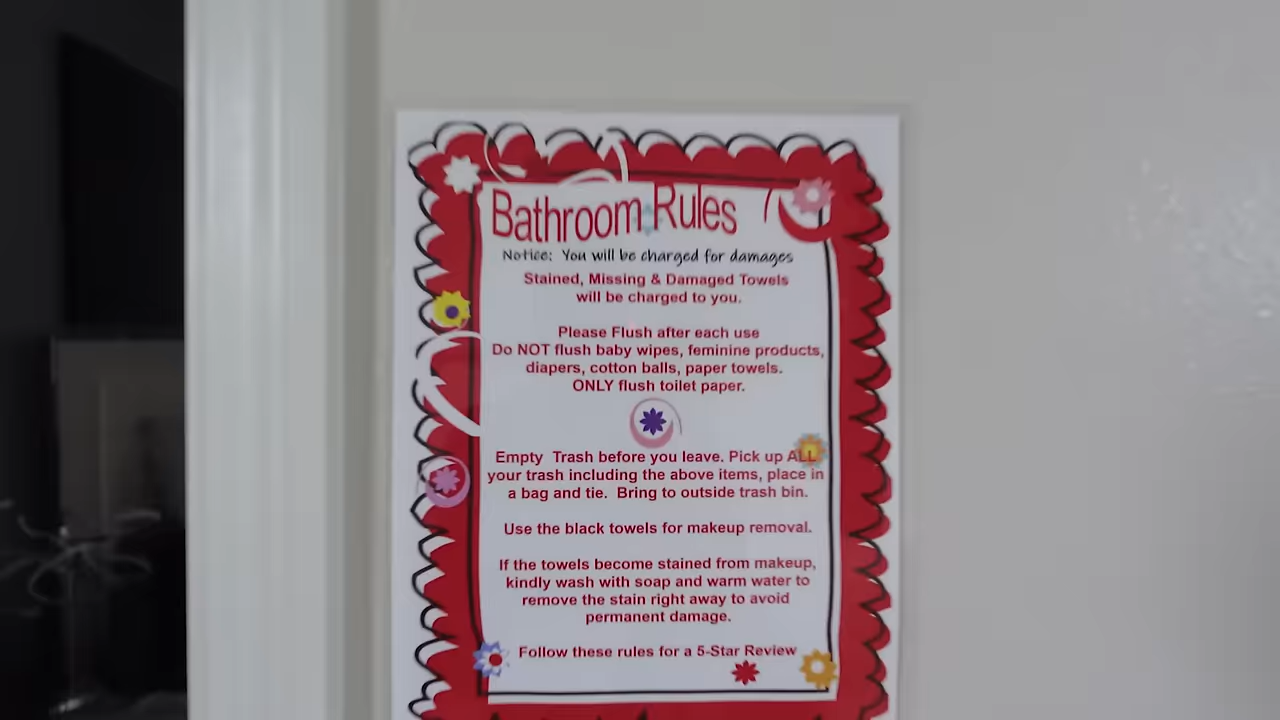 Bathroom Rules
Notice: You will be charged for damages
Stained, Missing & Damaged Towels
will be charged to you.
Please Flush after each use
Do NOT flush baby wipes, feminine products,
diapers, cotton balls, paper towels.
ONLY flush toilet paper.
Empty Trash before you leave. Pick up ALL
your trash including the above items, place in
a bag and tie. Bring to outside trash bin.
Use the black towels for makeup removal.
If the towels become stained from makeup,
kindly wash with soap and warm water to
remove the stain right away to avoid
permanent damage.
Follow these rules for a 5-Star Review